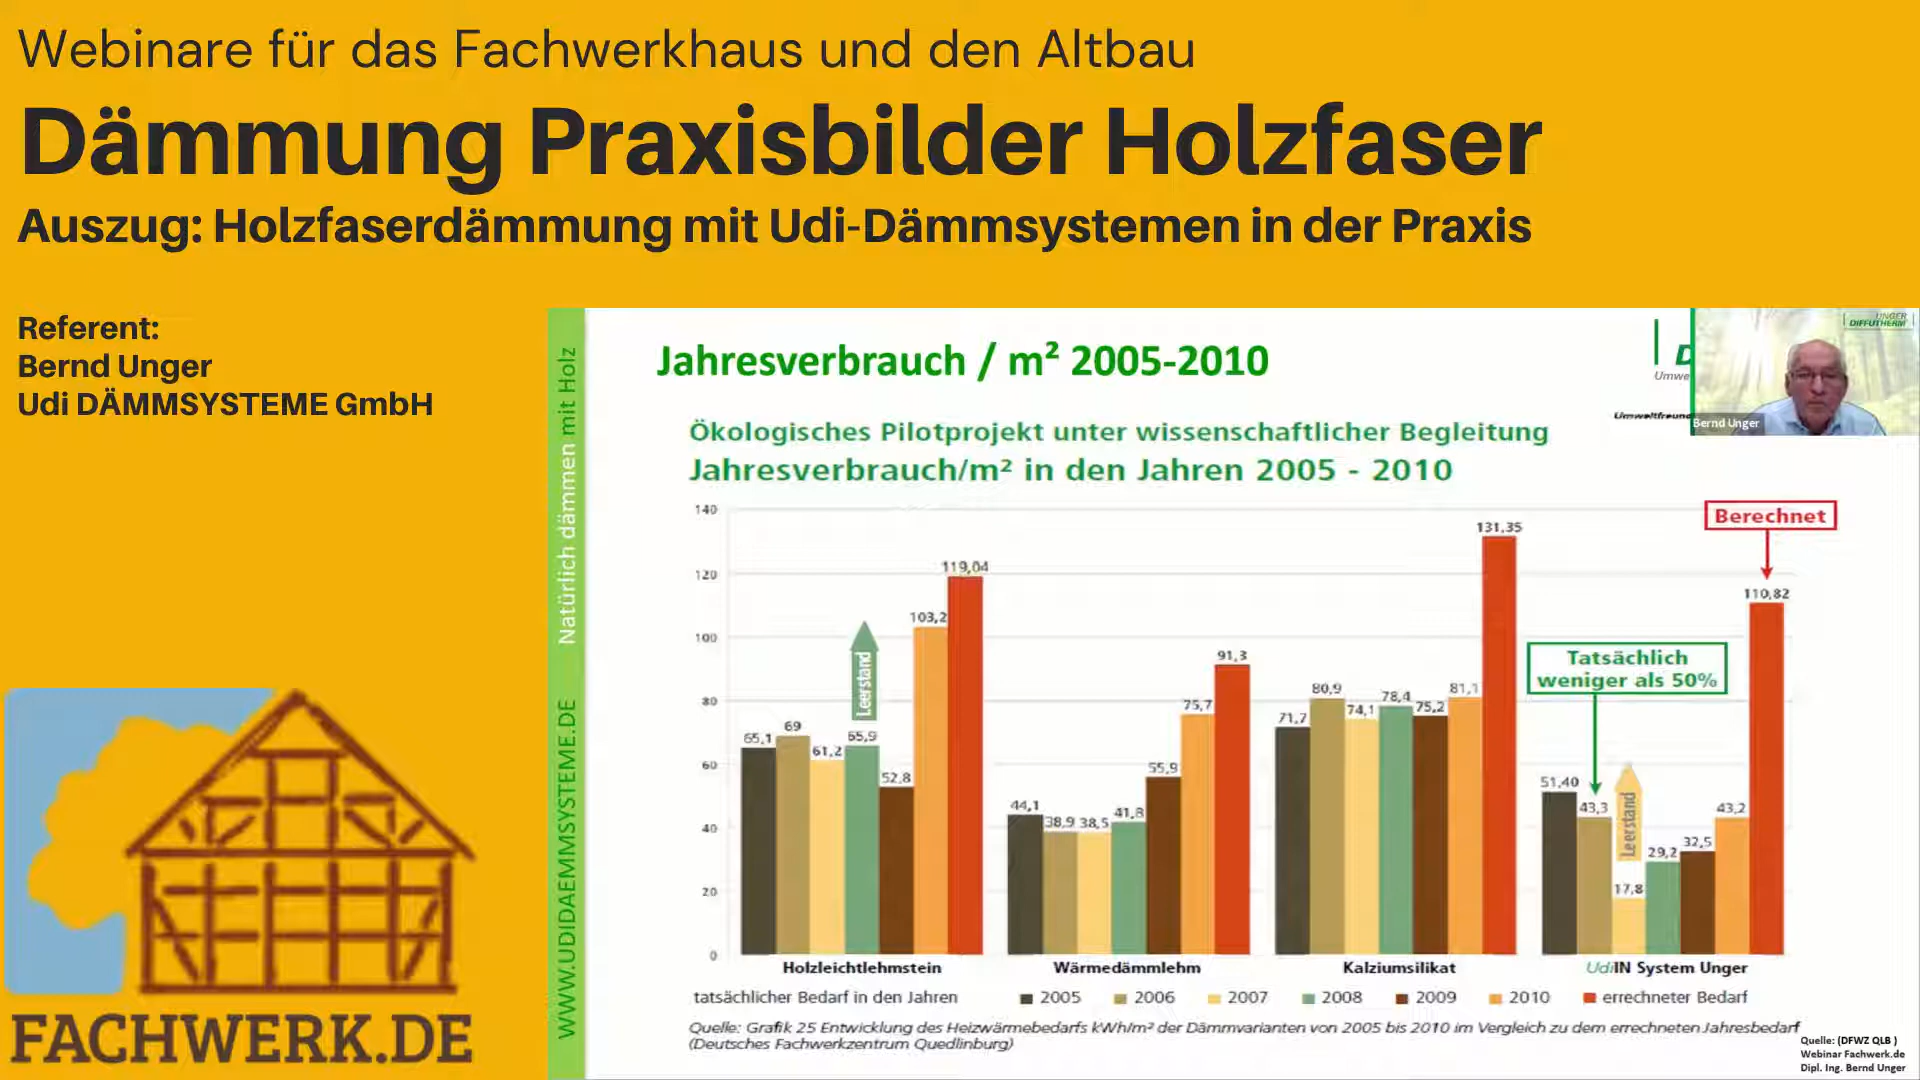 Webinare für das Fachwerkhaus und den Altbau
Dämmung Praxisbilder Holzfaser
Auszug: Holzfaserdämmung mit Udi-Dämmsystemen in der Praxis
Referent:
Bernd Unger
Udi DÄMMSYSTEME GmbH
FACHWERK.DE
WWW.UDIDAEMMSYSTEME.DE Natürlich dämmen mit Holz
Jahresverbrauch / m² 2005-2010
UNGER
DIFFUTHERM
Bernd Unger
Ökologisches Pilotprojekt unter wissenschaftlicher Begleitung
Jahresverbrauch/m² in den Jahren 2005 - 2010
140
120
100
80
60
40
20
0
65,1
69
61,2
65,9
52,8
103,2
119,04
Leerstand
44,1
38,9
38,5
41,8
55,9
75,7
91,3
71,7
80,9
74,1
78,4
75,2
81,1
131,35
Berechnet
Tatsächlich
weniger als 50%
51,40
43,3
17,8
29,2
32,5
43,2
110,82
Leerstand
Holzleichtlehmstein Wärmedämmlehm Kalziumsilikat UdiIN System Unger
tatsächlicher Bedarf in den Jahren 2005 2006 2007 2008 2009 2010 errechneter Bedarf
Quelle: Grafik 25 Entwicklung des Heizwärmebedarfs kWh/m² der Dämmvarianten von 2005 bis 2010 im Vergleich zu dem errechneten Jahresbedarf
(Deutsches Fachwerkzentrum Quedlinburg)
Quelle: (DFWZ QLB )
Webinar Fachwerk.de
Dipl. Ing. Bernd Unger